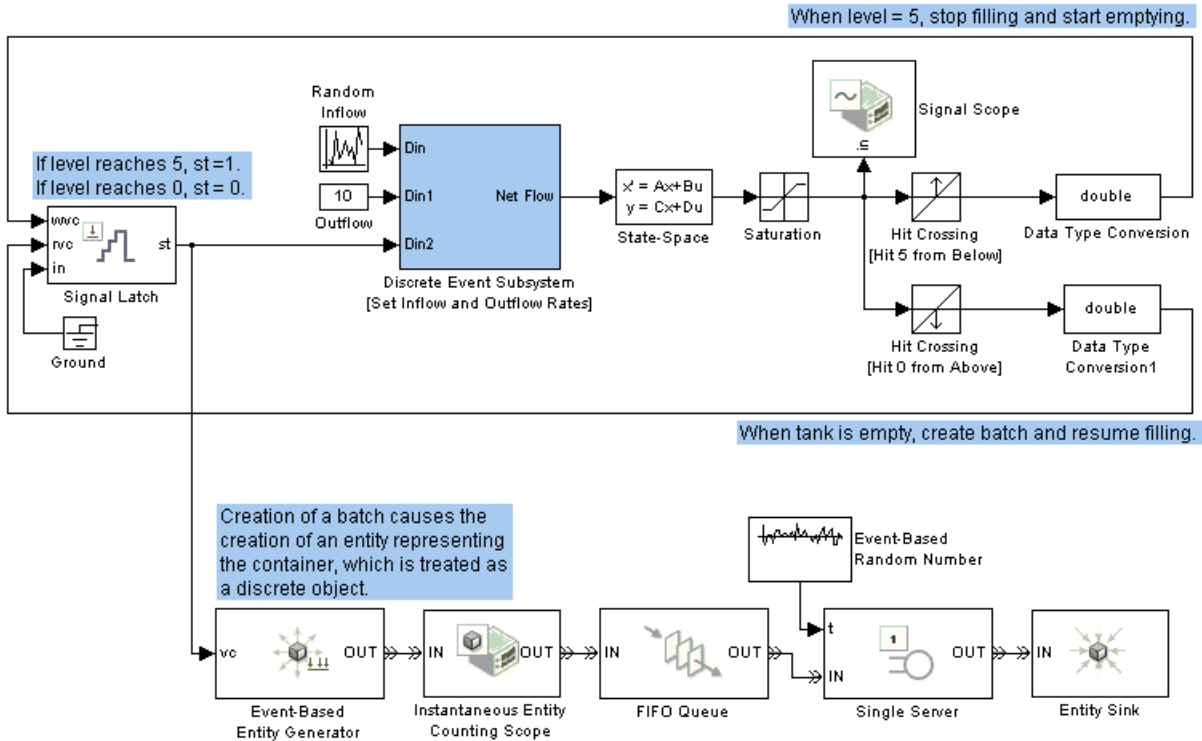 When level = 5, stop filling and start emptying.
Random
Inflow
Signal Scope
in
If level reaches 5, st =1.
If level reaches 0, st = 0.
Din
10
Din1
Net Flow
Outflow
Din2
x' = Ax+Bu
y = Cx+Du
State-Space
Saturation
double
Hit Crossing
[Hit 5 from Below]
Data Type Conversion
wvc
rvc
in
st
Signal Latch
Discrete Event Subsystem
[Set Inflow and Outflow Rates]
double
Ground
Hit Crossing
[Hit 0 from Above]
Data Type
Conversion1
When tank is empty, create batch and resume filling.
Creation of a batch causes the
creation of an entity representing
the container, which is treated as
a discrete object.
Event-Based
Random Number
vc
OUT
IN
OUT
IN
OUT
t
1
IN
OUT
IN
Event-Based
Entity Generator
Instantaneous Entity
Counting Scope
FIFO Queue
Single Server
Entity Sink